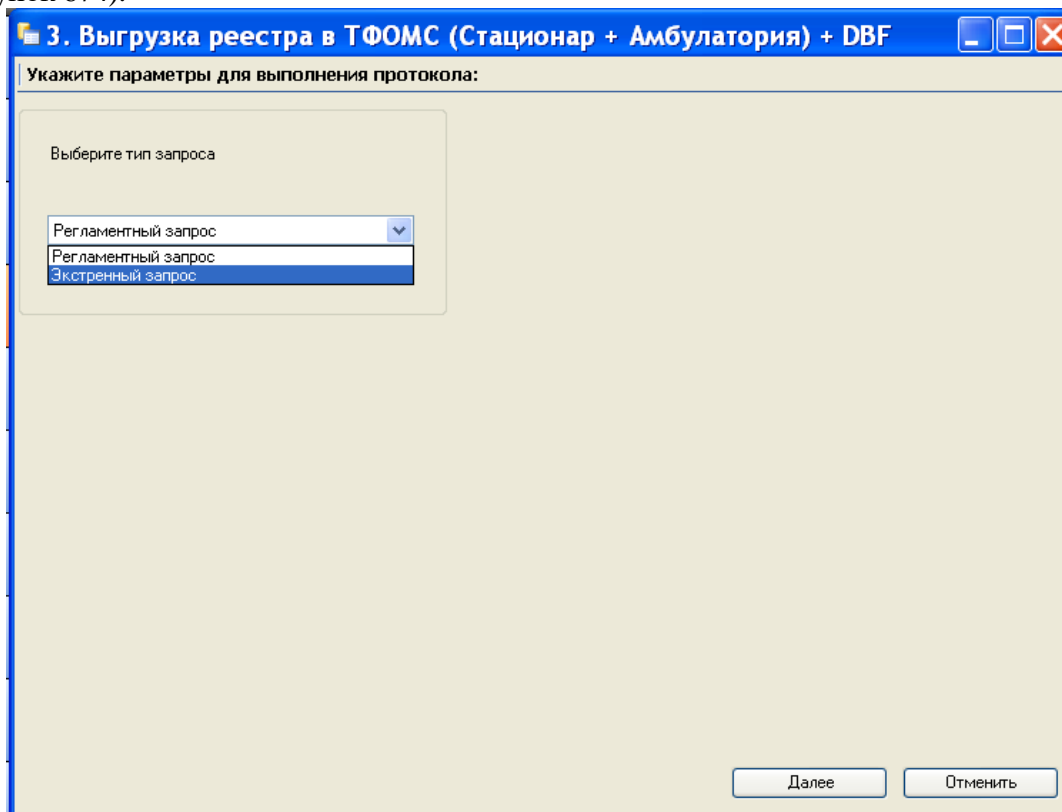 3. Выгрузка реестра в ТФОМС (Стационар + Амбулатория) + DBF
Укажите параметры для выполнения протокола:
Выберите тип запроса
Регламентный запрос
Регламентный запрос
Экстренный запрос
Далее
Отменить